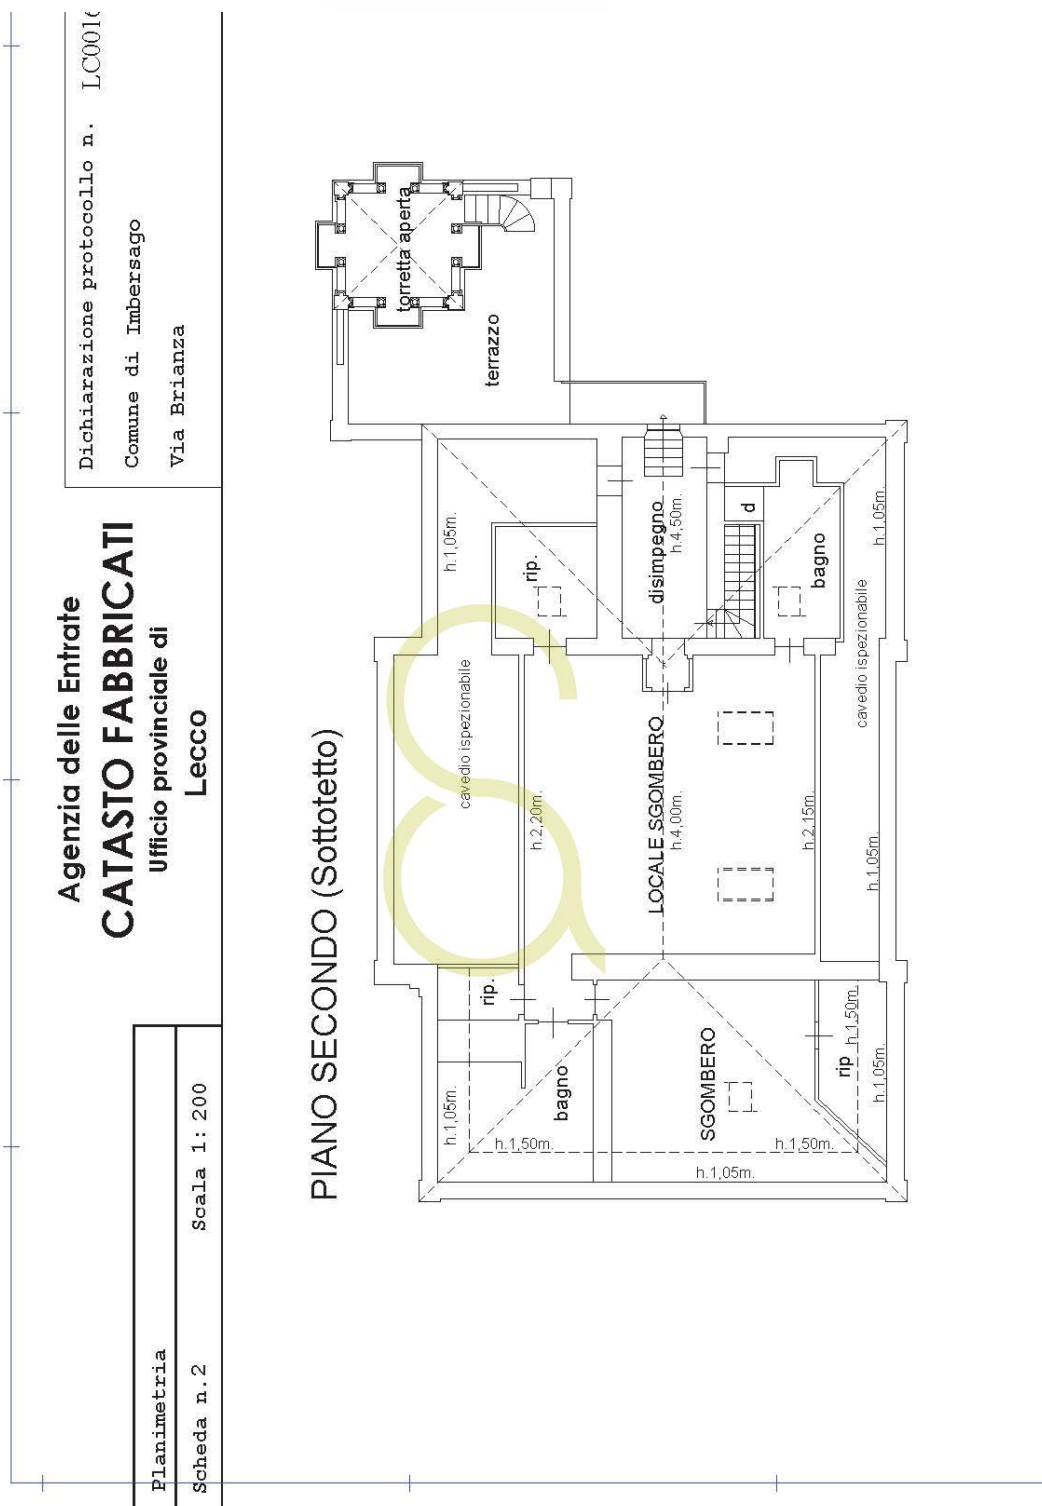 Agenzia delle Entrate
CATASTO FABBRICATI
Ufficio provinciale di
Lecco
Dichiarazione protocollo n. LC0016
Comune di Imbersago
Via Brianza
Planimetria
Scheda n.2 Scala 1:200
PIANO SECONDO (Sottotetto)
torretta aperta
terrazzo
h.1,05m.
rip.
disimpegno
h.4,50m.
d
bagno
h.1,05m.
cavedio ispezionabile
cavedio ispezionabile
h.2,20m.
LOCALE SGOMBERO
h.4,00m.
h.2,15m.
h.1,05m.
rip.
h.1,05m.
h.1,50m.
bagno
SGOMBERO
h.1,05m.
h.1,50m.
rip
h.1,50m.
h.1,05m.